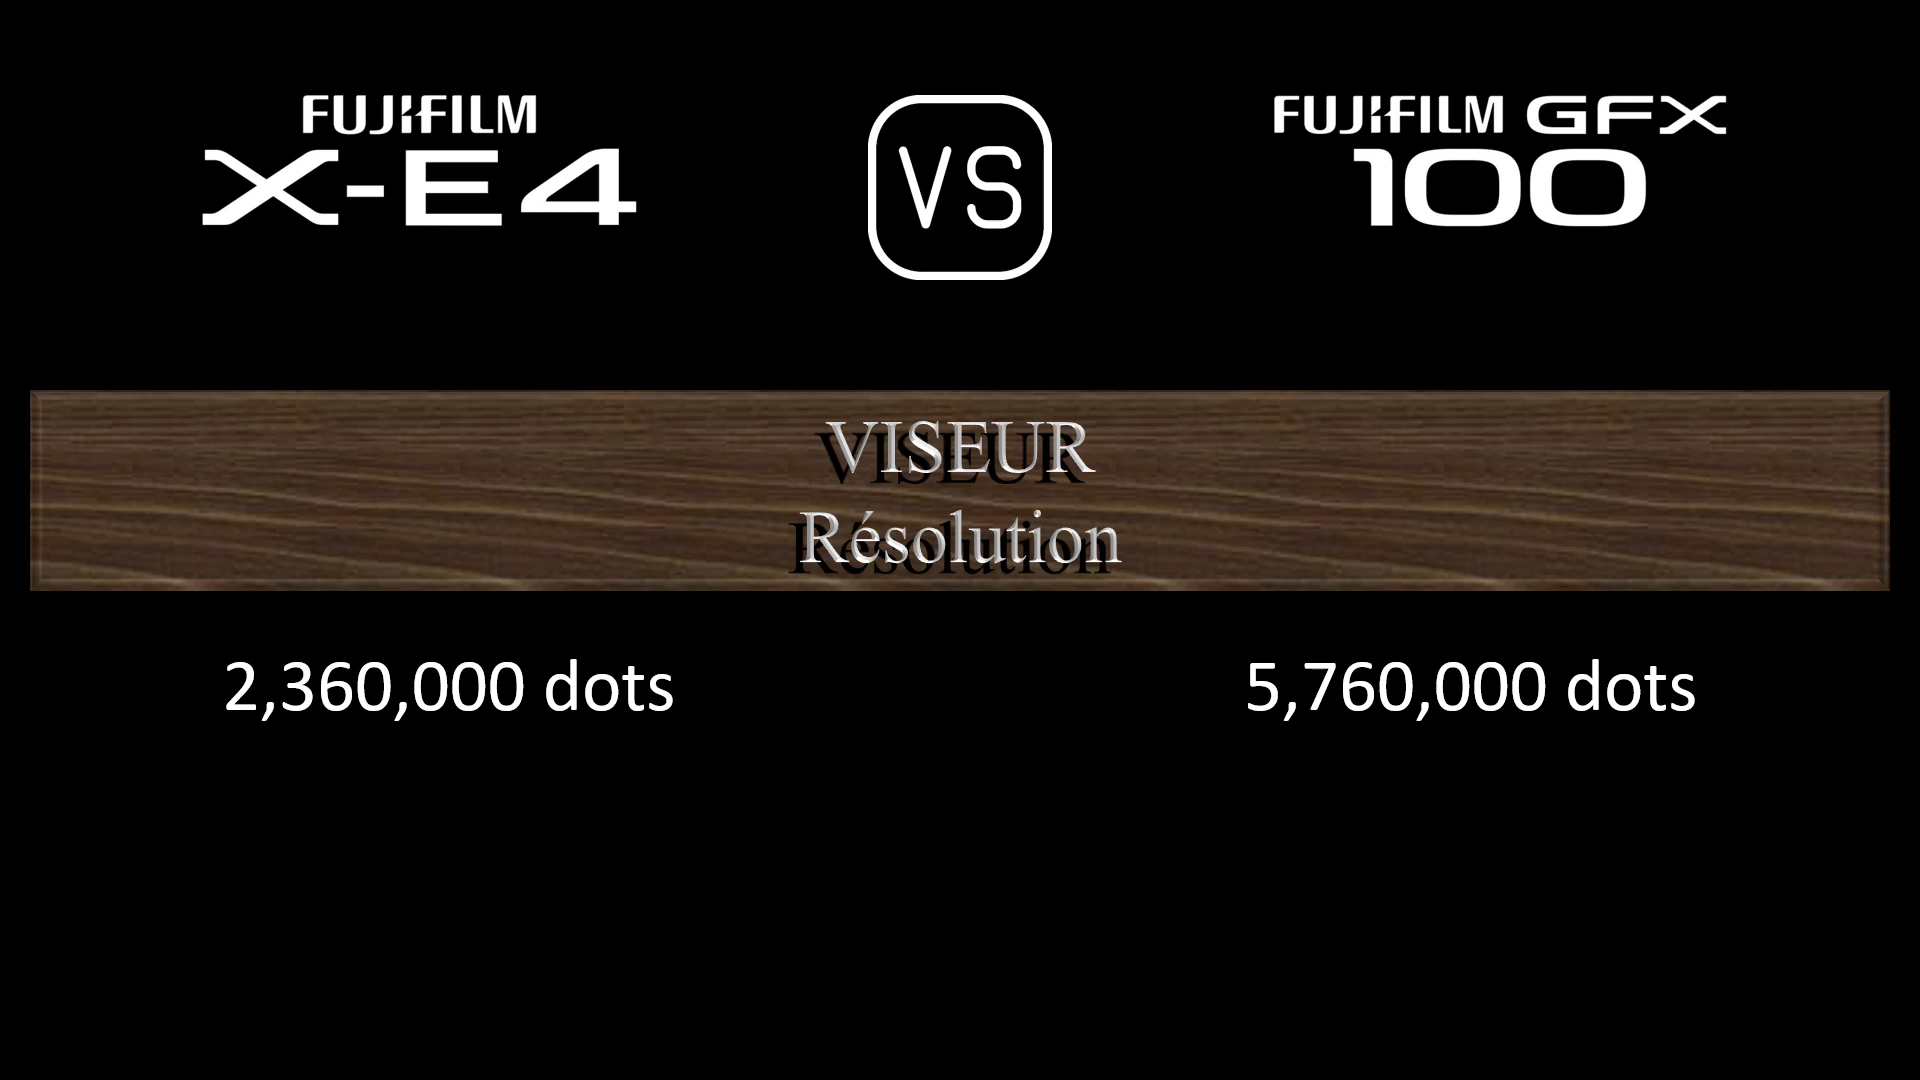 FUJIFILM
X-E4
VS
FUJIFILM GFX
100
VISEUR
Résolution
2,360,000 dots
5,760,000 dots